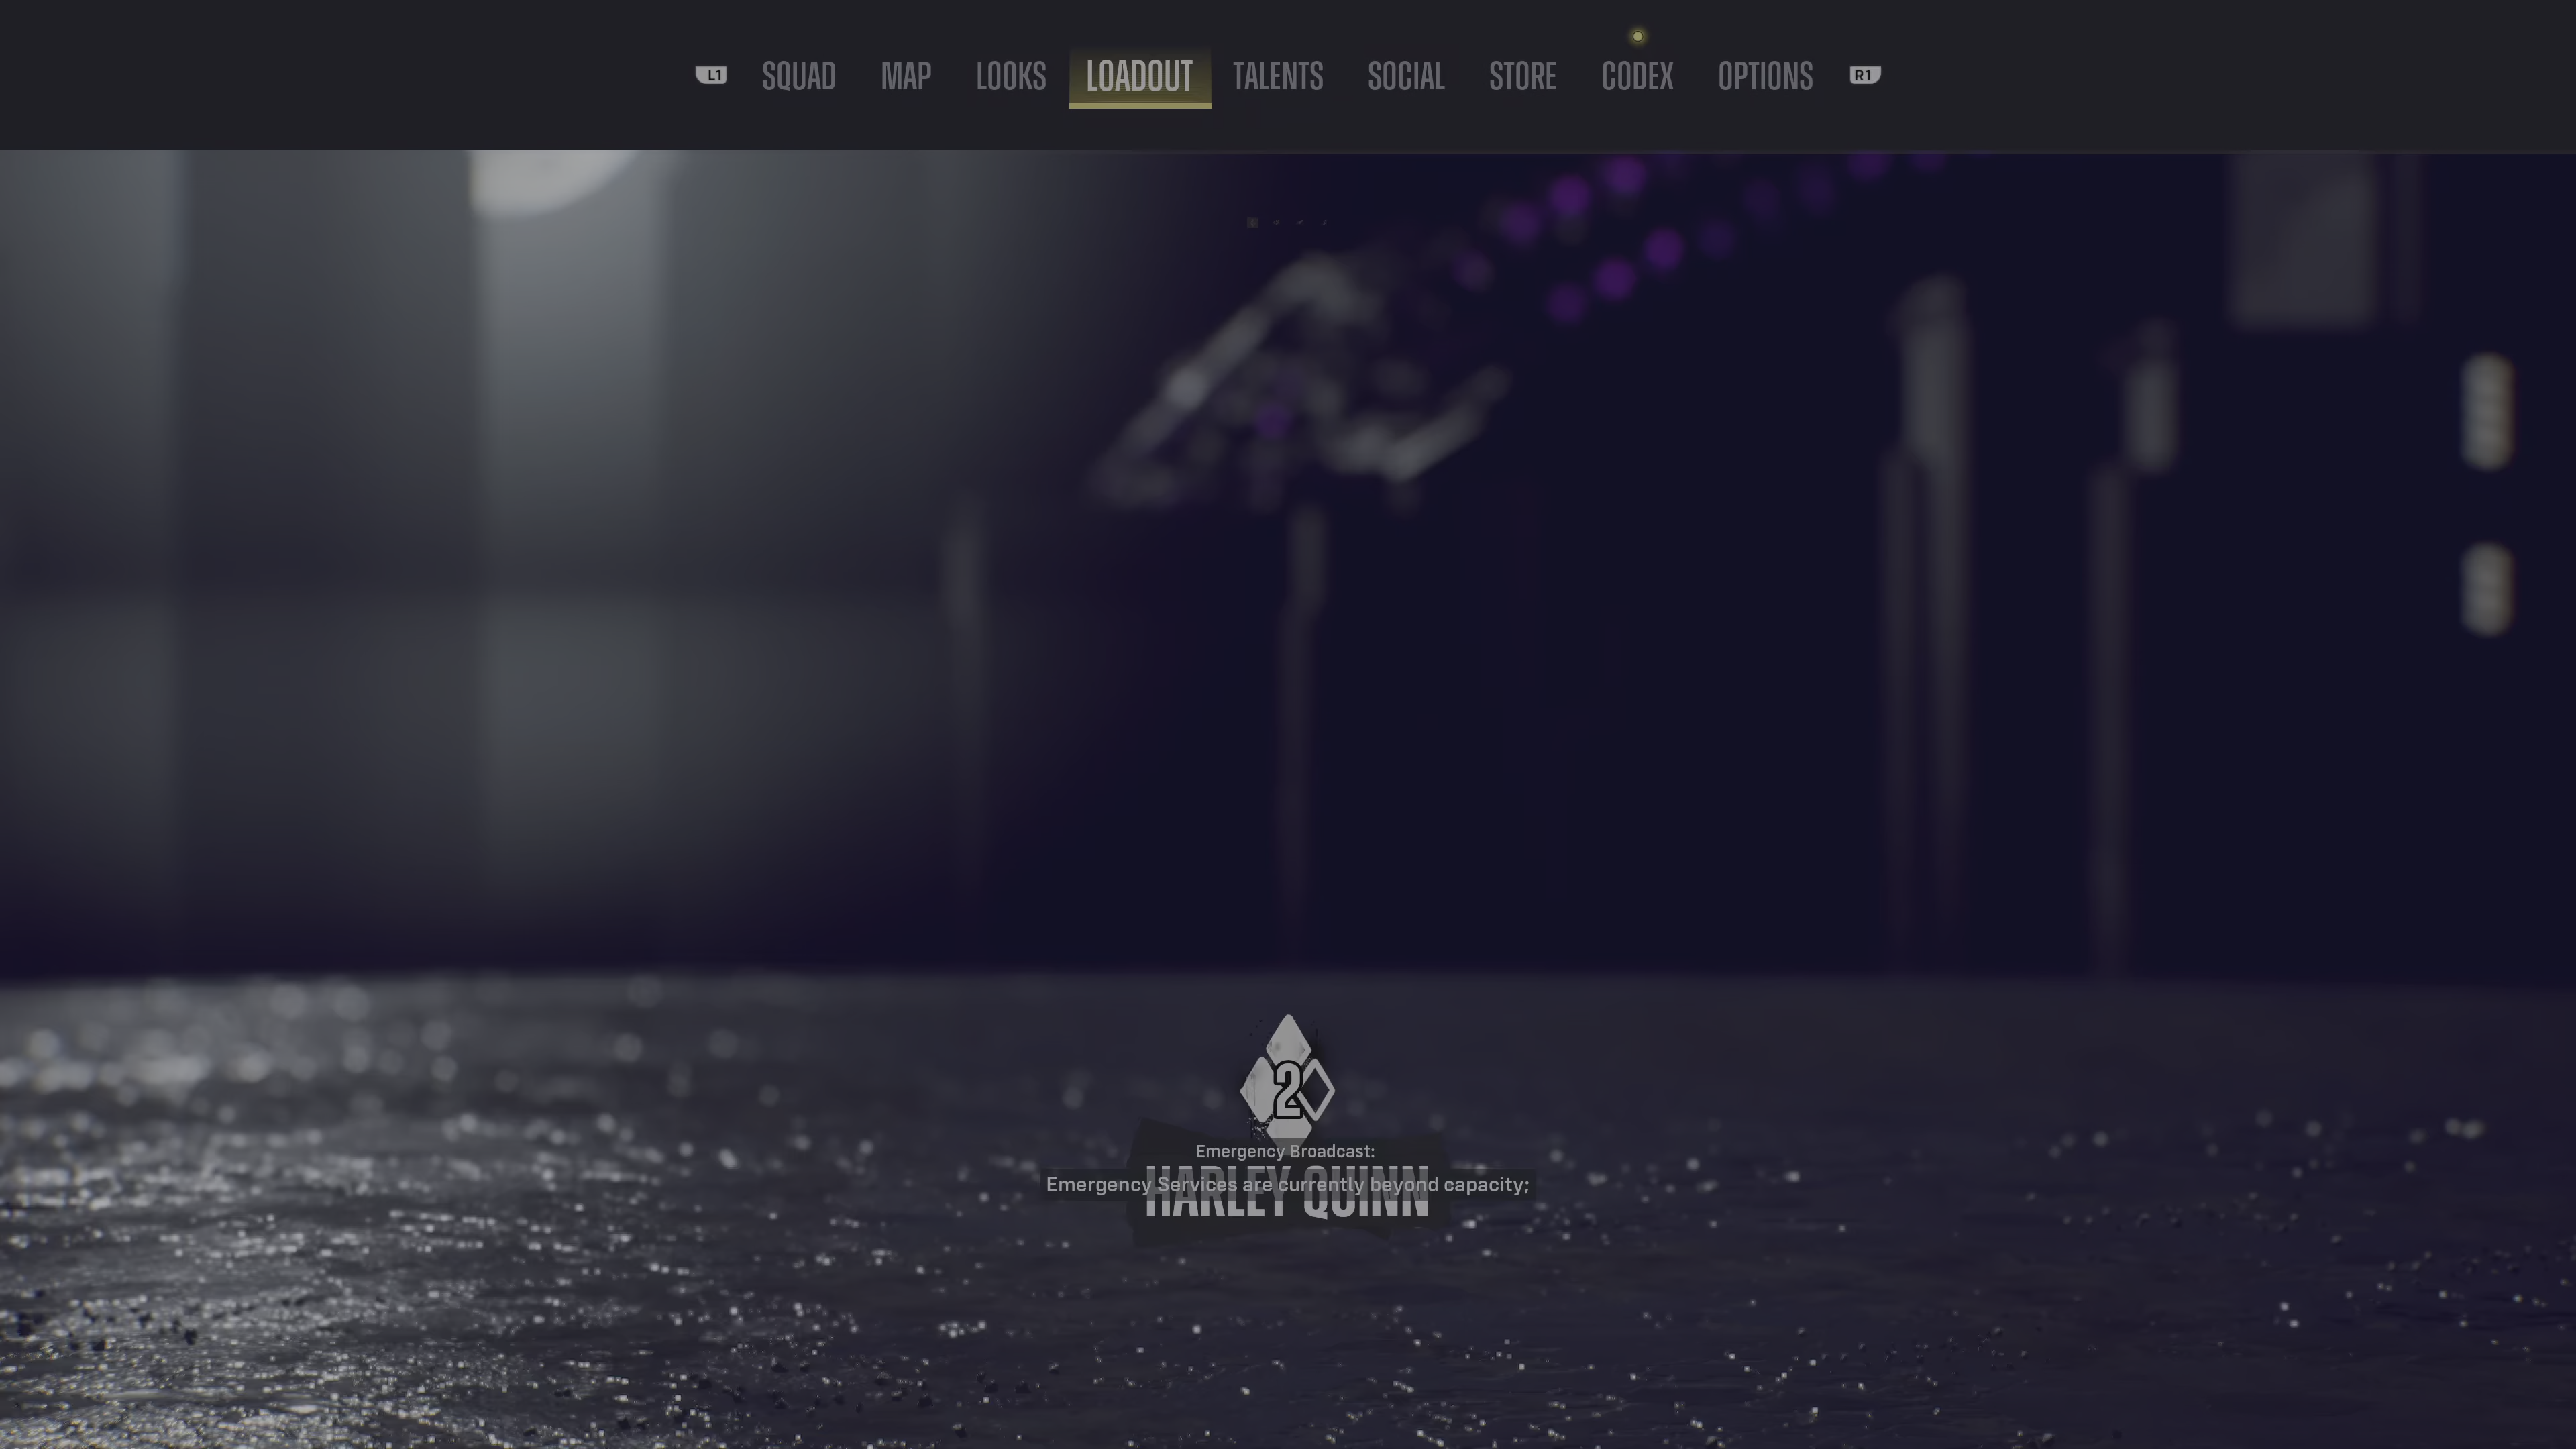 L1 SQUAD MAP LOOKS LOADOUT TALENTS SOCIAL STORE CODEX OPTIONS R1
2
Emergency Broadcast:
Emergency Services are currently beyond capacity;
HARLEY QUINN